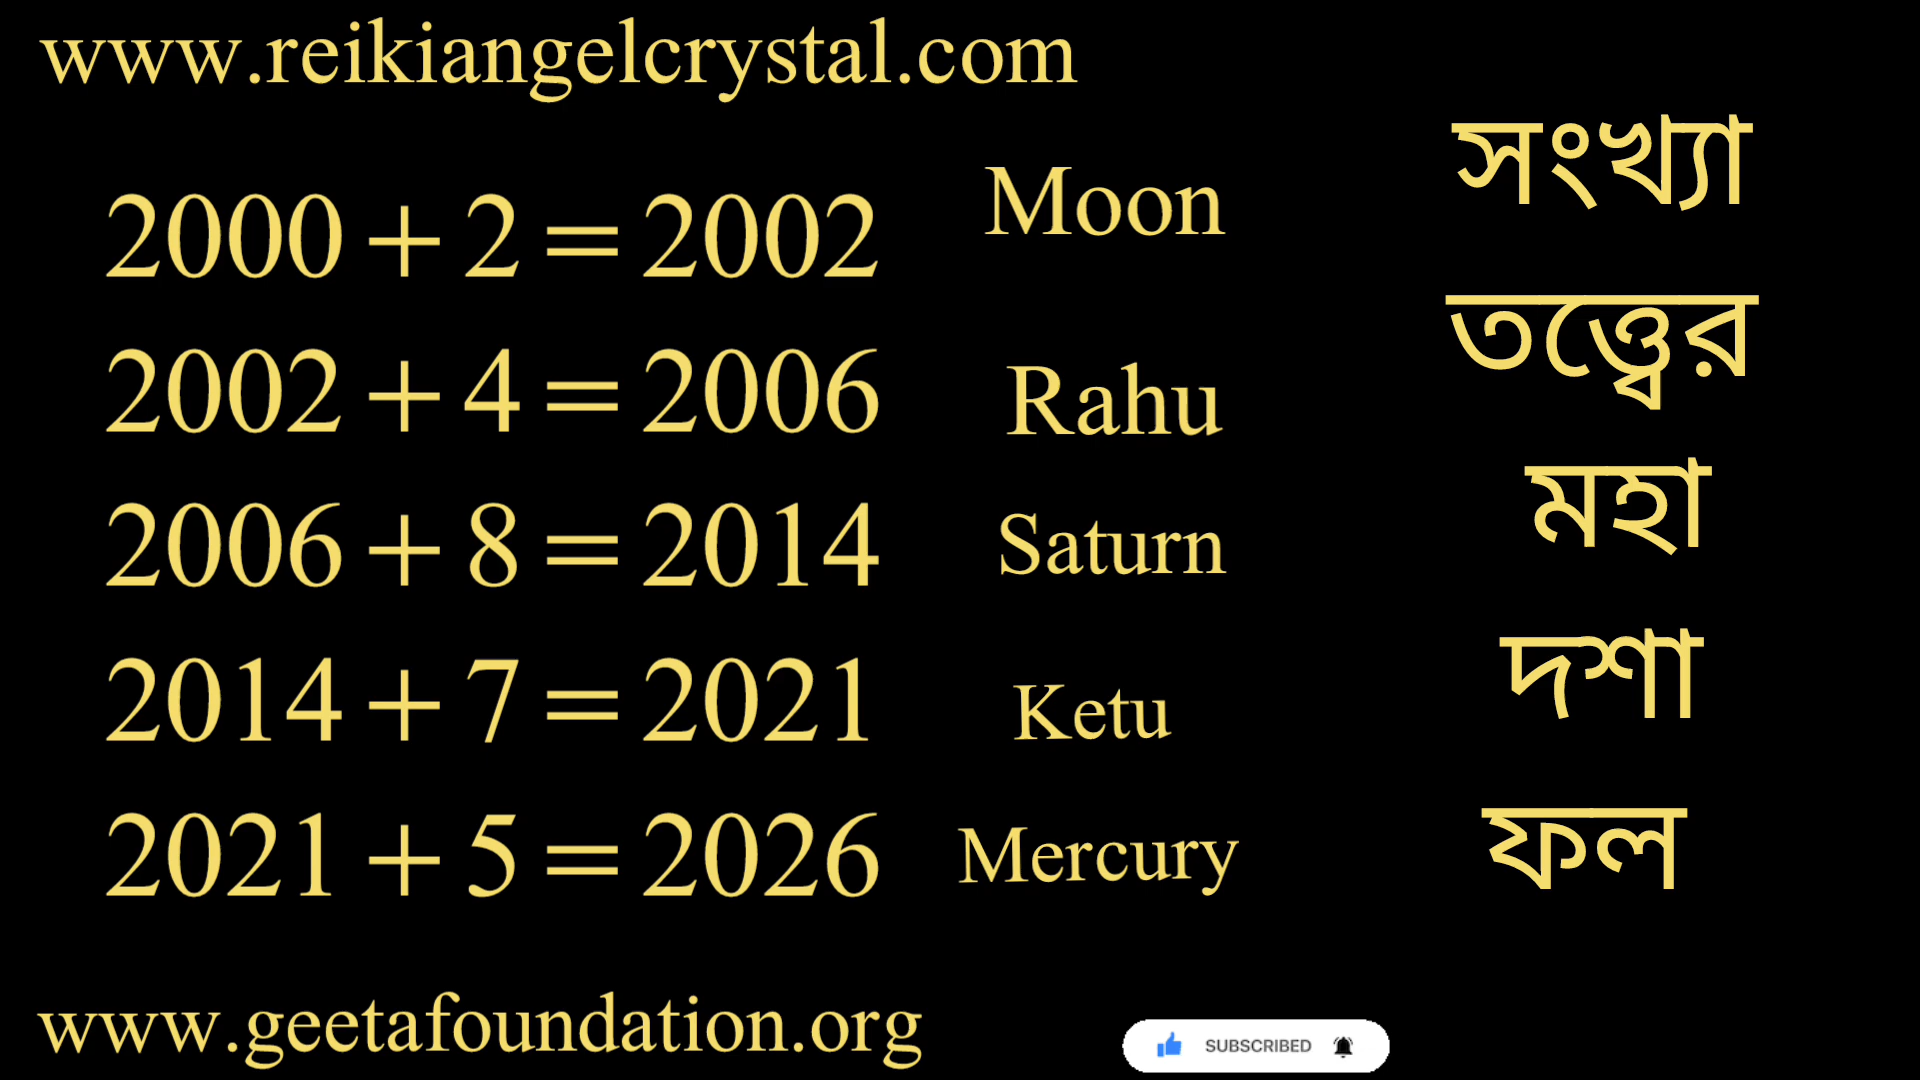 www.reikiangelcrystal.com
2000 + 2 = 2002 Moon
2002 + 4 = 2006 Rahu
2006 + 8 = 2014 Saturn
2014 + 7 = 2021 Ketu
2021 + 5 = 2026 Mercury
সংখ্যা
তত্ত্বের
মহা
দশা
ফল
www.geetafoundation.org
SUBSCRIBED